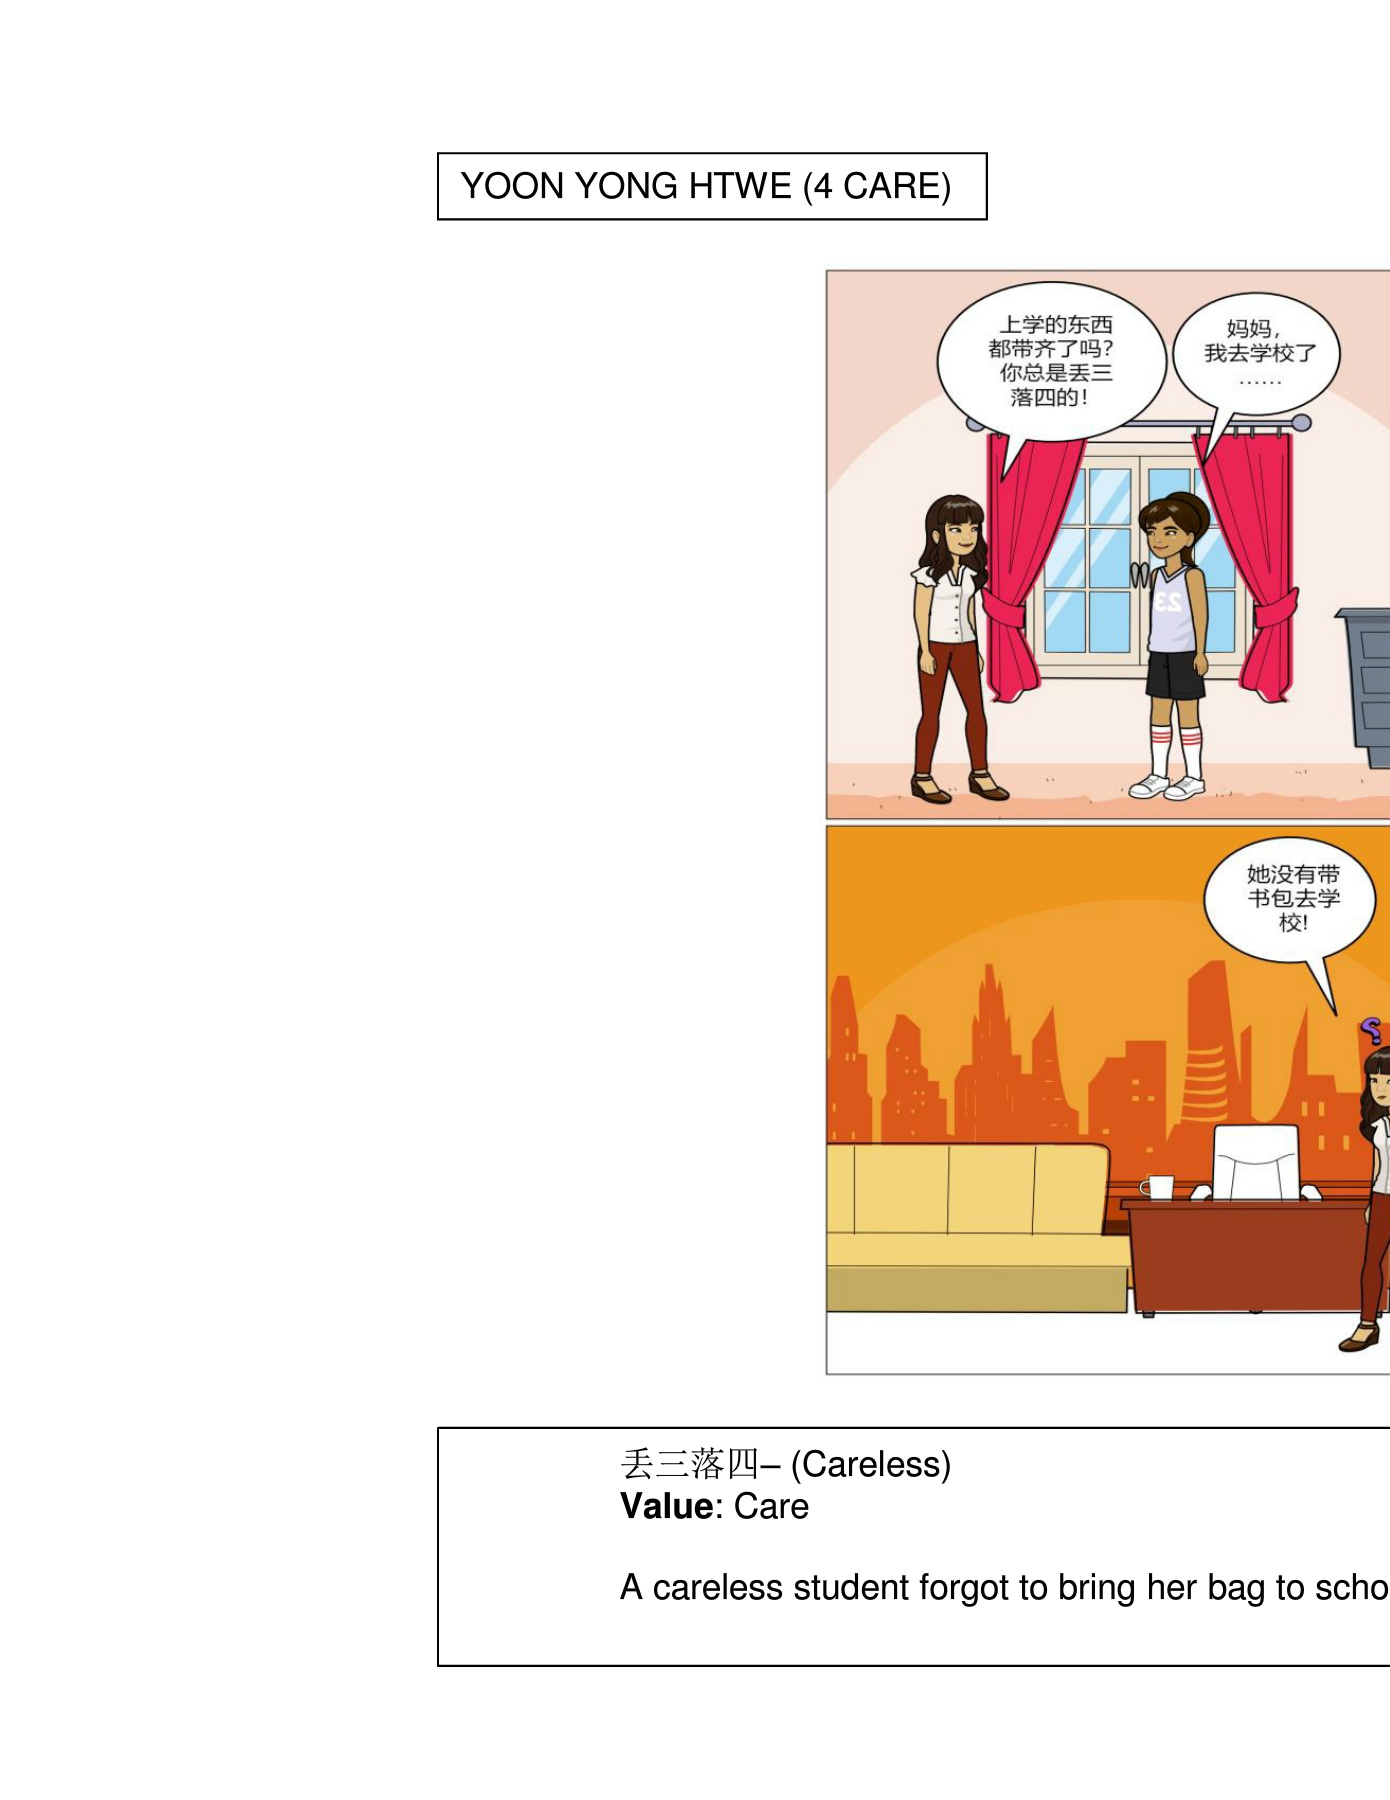 YOON YONG HTWE (4 CARE)
上学的东西
都带齐了吗?
你总是丢三
落四的!
妈妈,
我去学校了
……
23
她没有带
书包去学
校!
?
丢三落四– (Careless)
Value: Care
A careless student forgot to bring her bag to scho